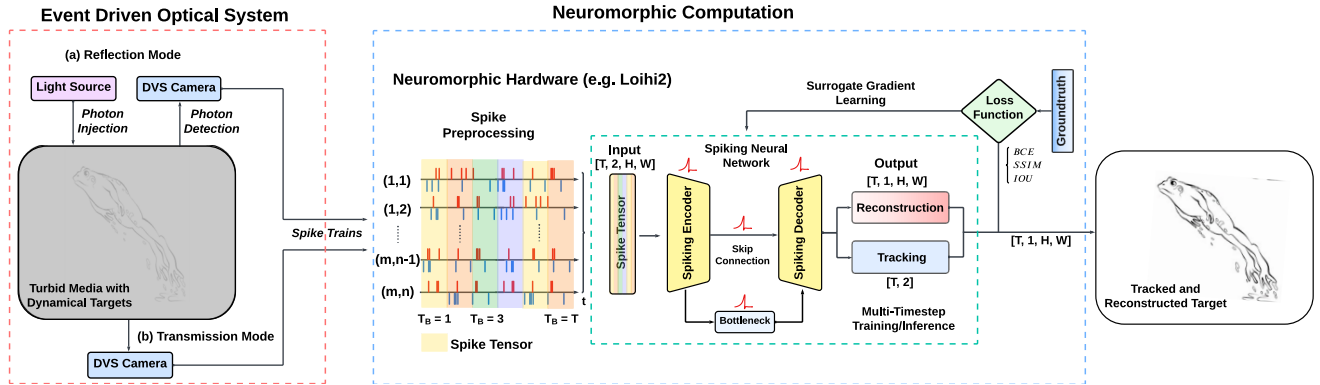 Event Driven Optical System
(a) Reflection Mode
Light Source
DVS Camera
Photon
Injection
Photon
Detection
Turbid Media with
Dynamical Targets
(b) Transmission Mode
DVS Camera
Spike Trains
Neuromorphic Computation
Neuromorphic Hardware (e.g. Loihi2)
Spike
Preprocessing
(1,1)
(1,2)
(m,n-1)
(m,n)
t
T_B = 1
T_B = 3
T_B = T
Spike Tensor
Input
[T, 2, H, W]
Spike Tensor
Surrogate Gradient
Learning
Spiking Neural
Network
Spiking Encoder
Skip
Connection
Bottleneck
Spiking Decoder
Output
[T, 1, H, W]
Reconstruction
Tracking
[T, 2]
Multi-Timestep
Training/Inference
Loss
Function
Groundtruth
BCE
SSIM
IOU
[T, 1, H, W]
Tracked and
Reconstructed Target